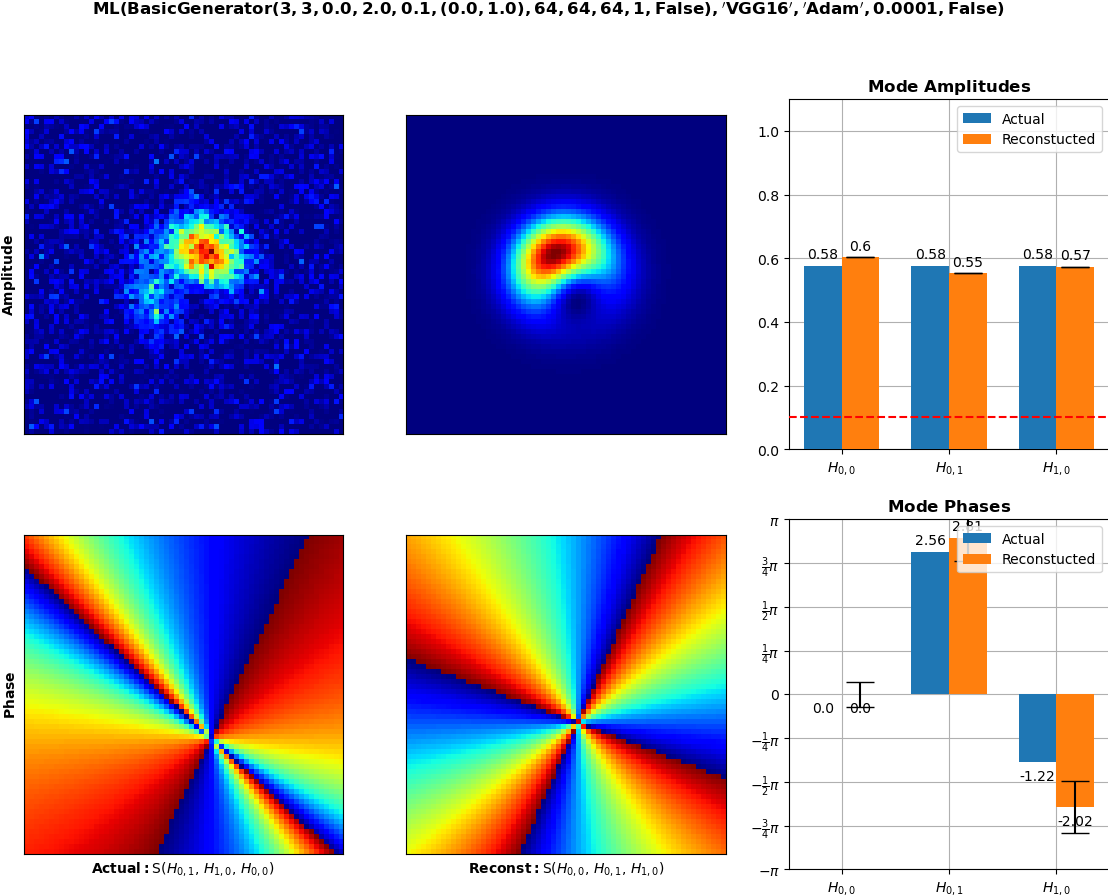 ML(BasicGenerator(3, 3, 0.0, 2.0, 0.1, (0.0, 1.0), 64, 64, 64, 1, False), ′VGG16′, ′Adam′, 0.0001, False)
Amplitude
Mode Amplitudes
Actual
Reconstucted
1.0
0.8
0.6
0.4
0.2
0.0
0.58
0.6
0.58
0.55
0.58
0.57
H0,0
H0,1
H1,0
Phase
Actual: S(H0,1, H1,0, H0,0)
Reconst: S(H0,0, H0,1, H1,0)
Mode Phases
Actual
Reconstucted
π
3/4π
1/2π
1/4π
0
−1/4π
−1/2π
−3/4π
−π
0.0
0.0
2.56
2.81
-1.22
-2.02
H0,0
H0,1
H1,0